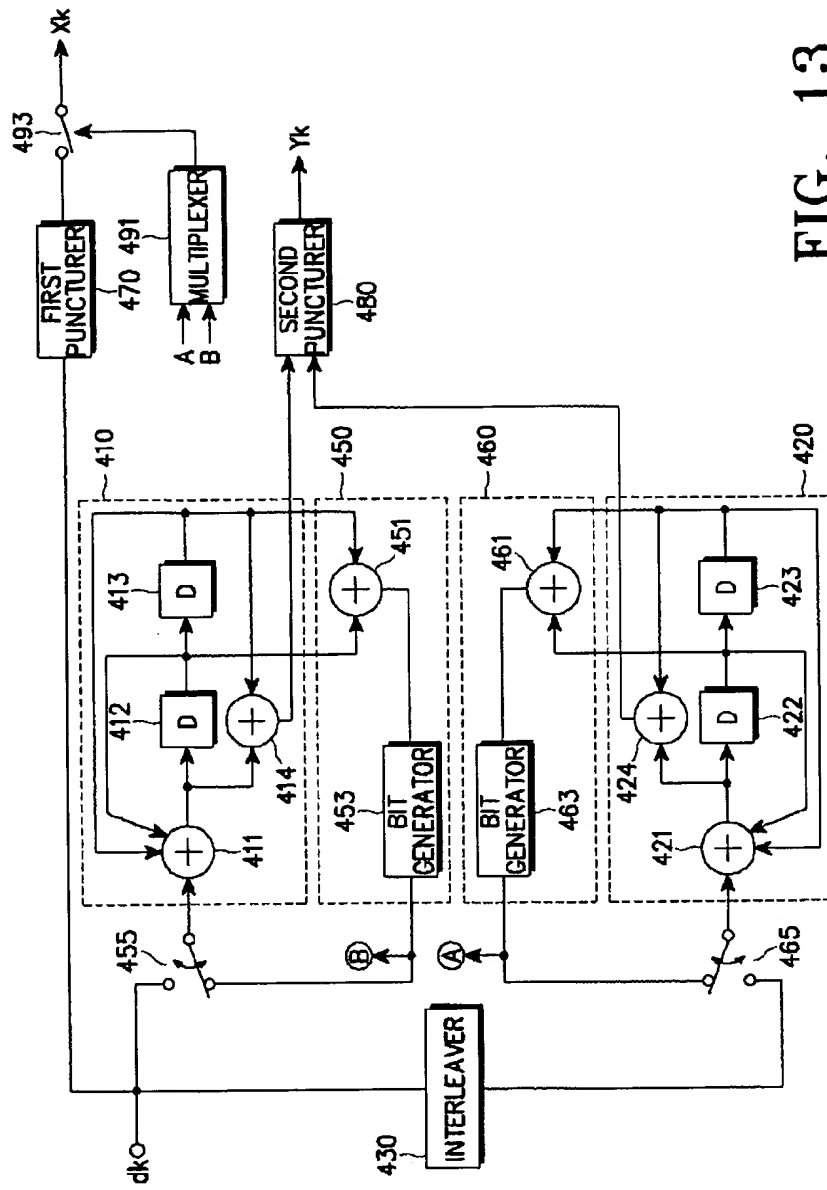 dk
430
INTERLEAVER
455
465
Ⓑ
Ⓐ
411
412
D
413
D
414
410
453
BIT
GENERATOR
451
450
463
BIT
GENERATOR
461
460
421
424
422
D
423
D
420
FIRST
PUNCTURER
470
A
B
MULTIPLEXER
491
493
Xk
SECOND
PUNCTURER
480
Yk
FIG. 13